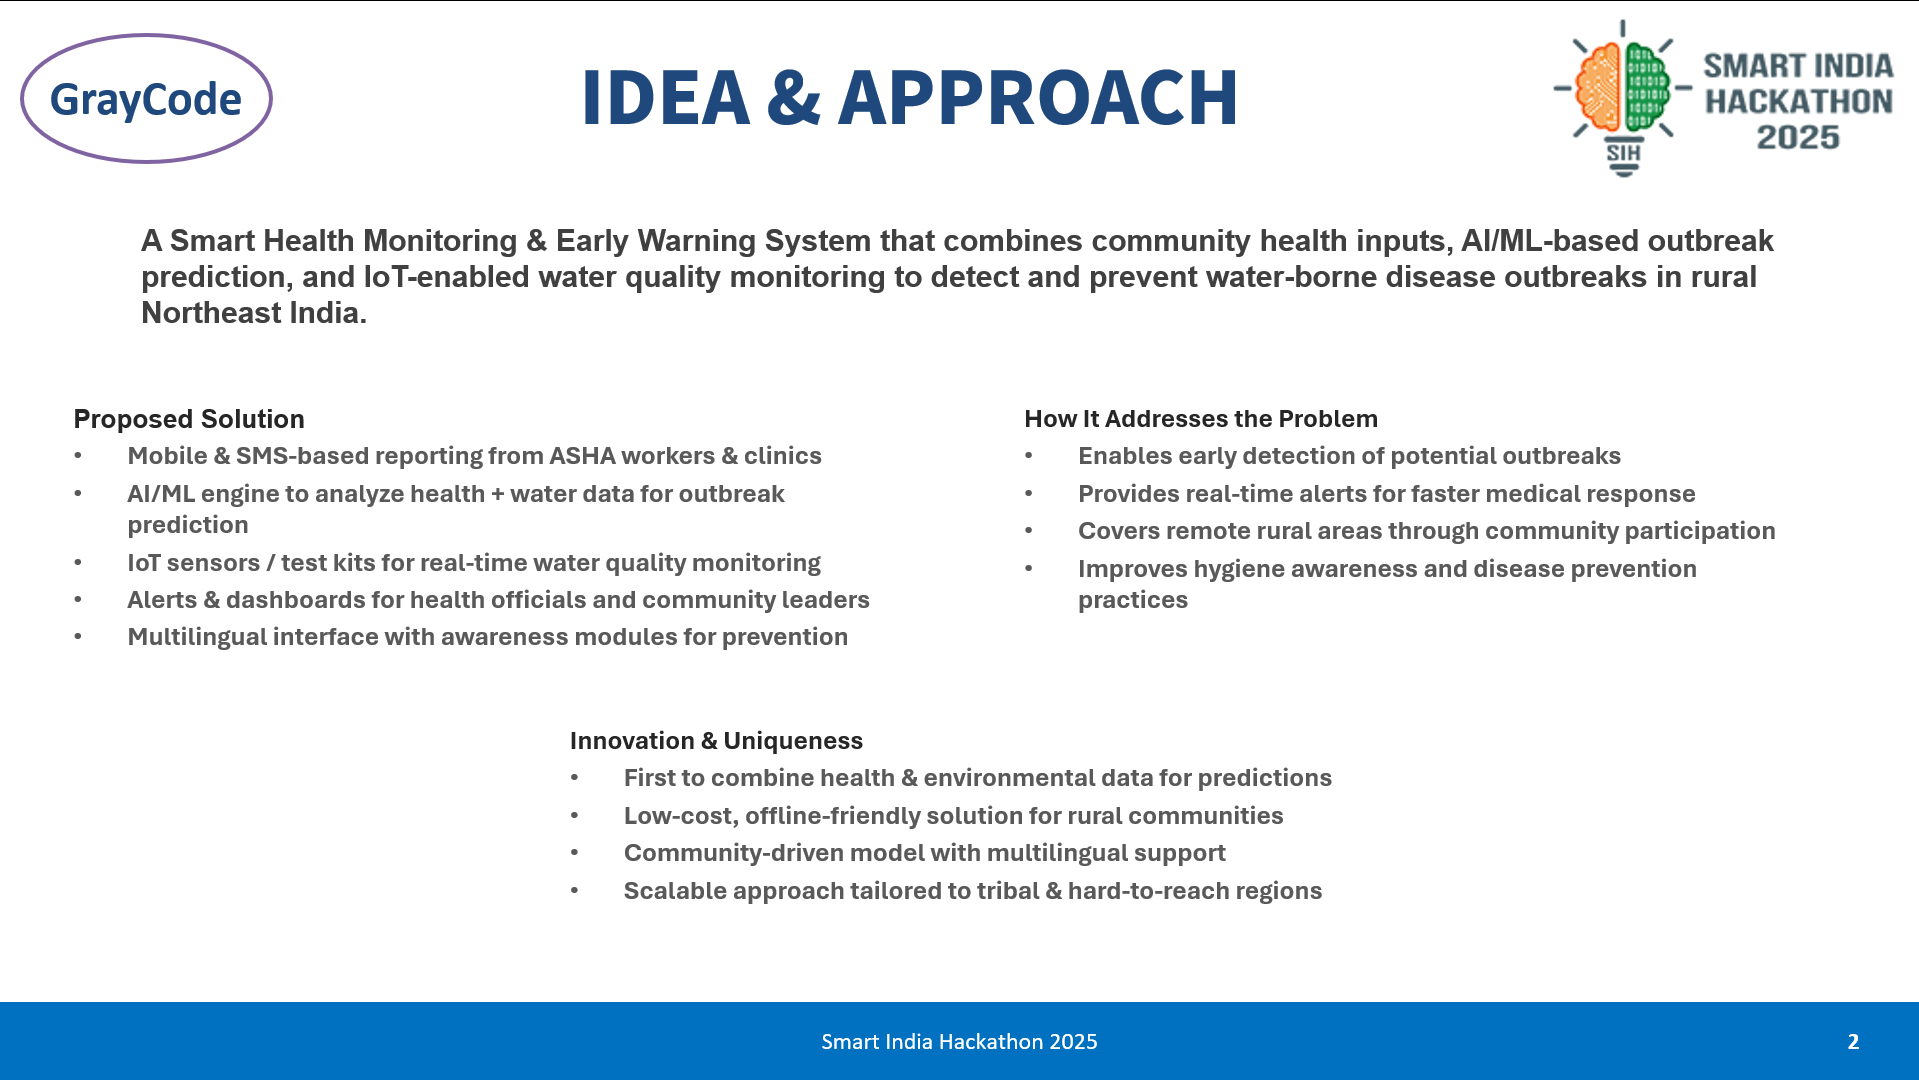 GrayCode
IDEA & APPROACH
SMART INDIA
HACKATHON
2025
SIH
A Smart Health Monitoring & Early Warning System that combines community health inputs, AI/ML-based outbreak
prediction, and IoT-enabled water quality monitoring to detect and prevent water-borne disease outbreaks in rural
Northeast India.
Proposed Solution
• Mobile & SMS-based reporting from ASHA workers & clinics
• AI/ML engine to analyze health + water data for outbreak
prediction
• IoT sensors / test kits for real-time water quality monitoring
• Alerts & dashboards for health officials and community leaders
• Multilingual interface with awareness modules for prevention
How It Addresses the Problem
• Enables early detection of potential outbreaks
• Provides real-time alerts for faster medical response
• Covers remote rural areas through community participation
• Improves hygiene awareness and disease prevention
practices
Innovation & Uniqueness
• First to combine health & environmental data for predictions
• Low-cost, offline-friendly solution for rural communities
• Community-driven model with multilingual support
• Scalable approach tailored to tribal & hard-to-reach regions
Smart India Hackathon 2025
2